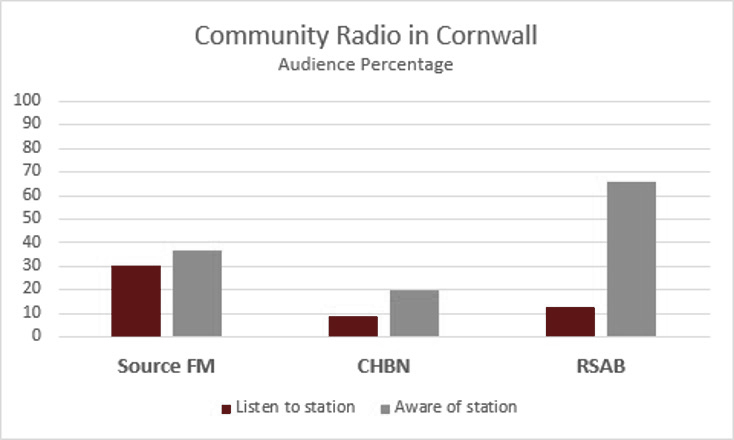 Community Radio in Cornwall
Audience Percentage
100
90
80
70
60
50
40
30
20
10
0
Source FM CHBN RSAB
Listen to station Aware of station